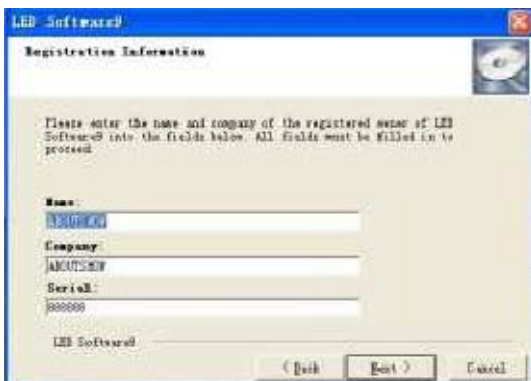 LED Software9
Registration Information
Please enter the name and company of the registered owner of LED
Software9 into the fields below. All fields must be filled in to
proceed.
Name:
ABOUTSHOW
Company:
ABOUTSHOW
Serial:
888888
LED Software9
< Back
Next >
Cancel